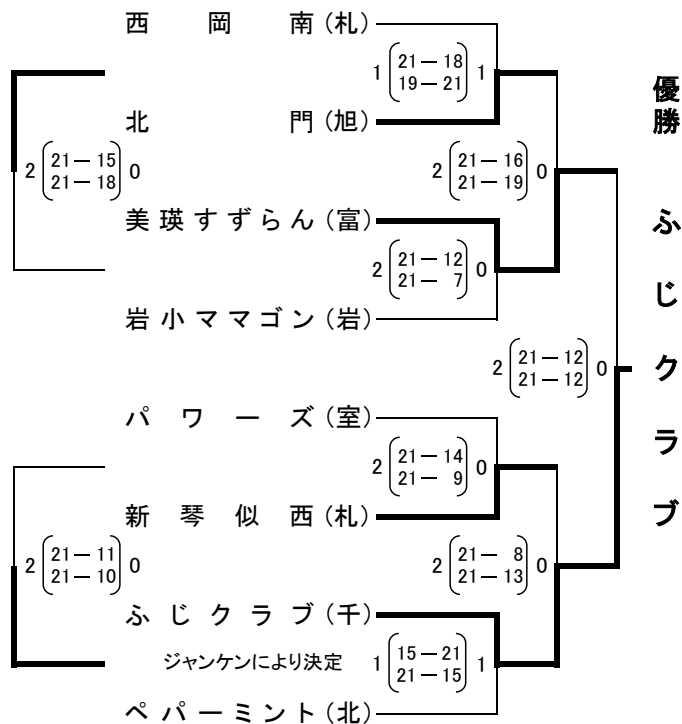 西岡南(札)
1 21－18 1
19－21
北門(旭)
2 21－15 0
21－18
2 21－16 0
21－19
美瑛すずらん(富)
2 21－12 0
21－ 7
岩小ママゴン(岩)
2 21－12 0
21－12
パワーズ(室)
2 21－14 0
21－ 9
新琴似西(札)
2 21－11 0
21－10
2 21－ 8 0
21－13
ふじクラブ(千)
ジャンケンにより決定
1 15－21 1
21－15
ペパーミント(北)
優勝 ふじクラブ